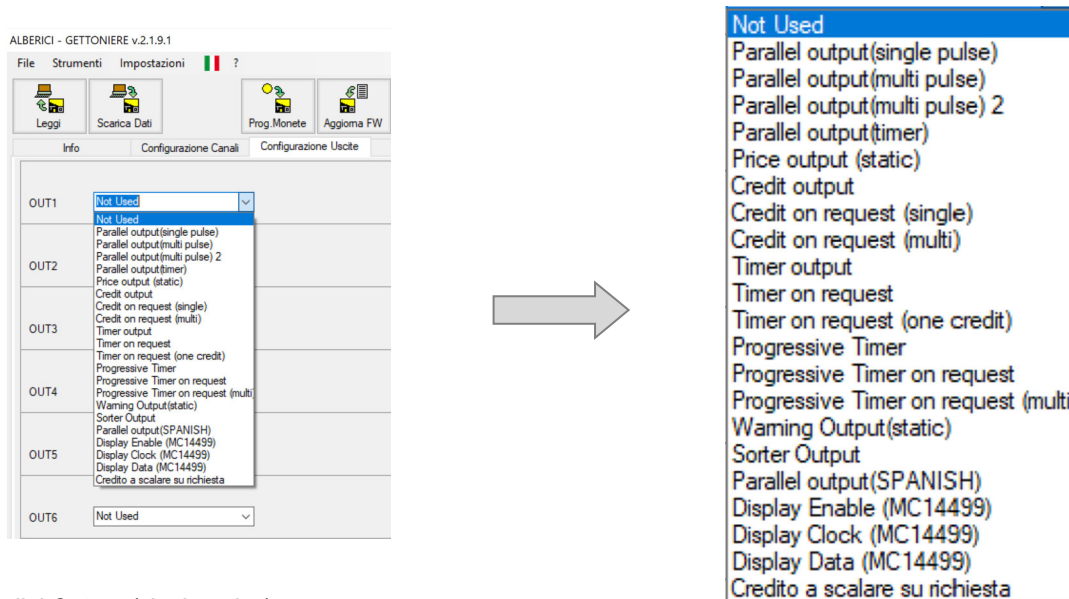 ALBERICI - GETTONIERE v.2.1.9.1
File Strumenti Impostazioni ?
Leggi
Scarica Dati
Prog.Monete
Aggiorna FW
Info
Configurazione Canali
Configurazione Uscite
OUT1
Not Used
Not Used
Parallel output(single pulse)
Parallel output(multi pulse)
Parallel output(multi pulse) 2
Parallel output(timer)
Price output (static)
Credit output
Credit on request (single)
Credit on request (multi)
Timer output
Timer on request
Timer on request (one credit)
Progressive Timer
Progressive Timer on request
Progressive Timer on request (multi)
Warning Output(static)
Sorter Output
Parallel output(SPANISH)
Display Enable (MC14499)
Display Clock (MC14499)
Display Data (MC14499)
Credito a scalare su richiesta
OUT2
OUT3
OUT4
OUT5
OUT6
Not Used
Not Used
Parallel output(single pulse)
Parallel output(multi pulse)
Parallel output(multi pulse) 2
Parallel output(timer)
Price output (static)
Credit output
Credit on request (single)
Credit on request (multi)
Timer output
Timer on request
Timer on request (one credit)
Progressive Timer
Progressive Timer on request
Progressive Timer on request (multi
Warning Output(static)
Sorter Output
Parallel output(SPANISH)
Display Enable (MC14499)
Display Clock (MC14499)
Display Data (MC14499)
Credito a scalare su richiesta